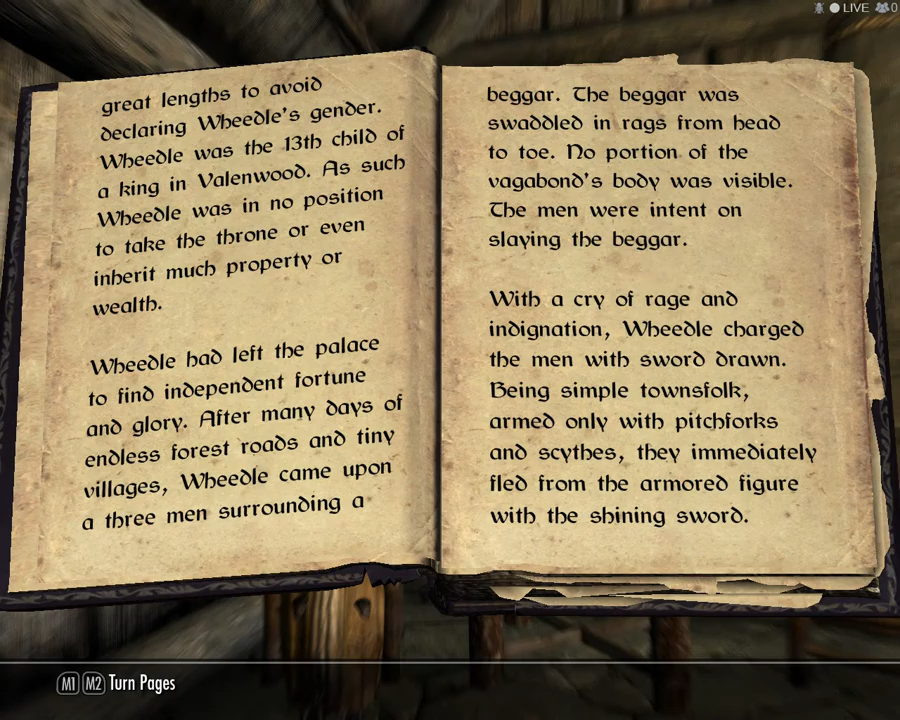 LIVE 0
great lengths to avoid
declaring Wheedle's gender.
Wheedle was the 13th child of
a king in Valenwood. As such
Wheedle was in no position
to take the throne or even
inherit much property or
wealth.
Wheedle had left the palace
to find independent fortune
and glory. After many days of
endless forest roads and tiny
villages, Wheedle came upon
a three men surrounding a
beggar. The beggar was
swaddled in rags from head
to toe. No portion of the
vagabond's body was visible.
The men were intent on
slaying the beggar.
With a cry of rage and
indignation, Wheedle charged
the men with sword drawn.
Being simple townsfolk,
armed only with pitchforks
and scythes, they immediately
fled from the armored figure
with the shining sword.
M1 M2 Turn Pages